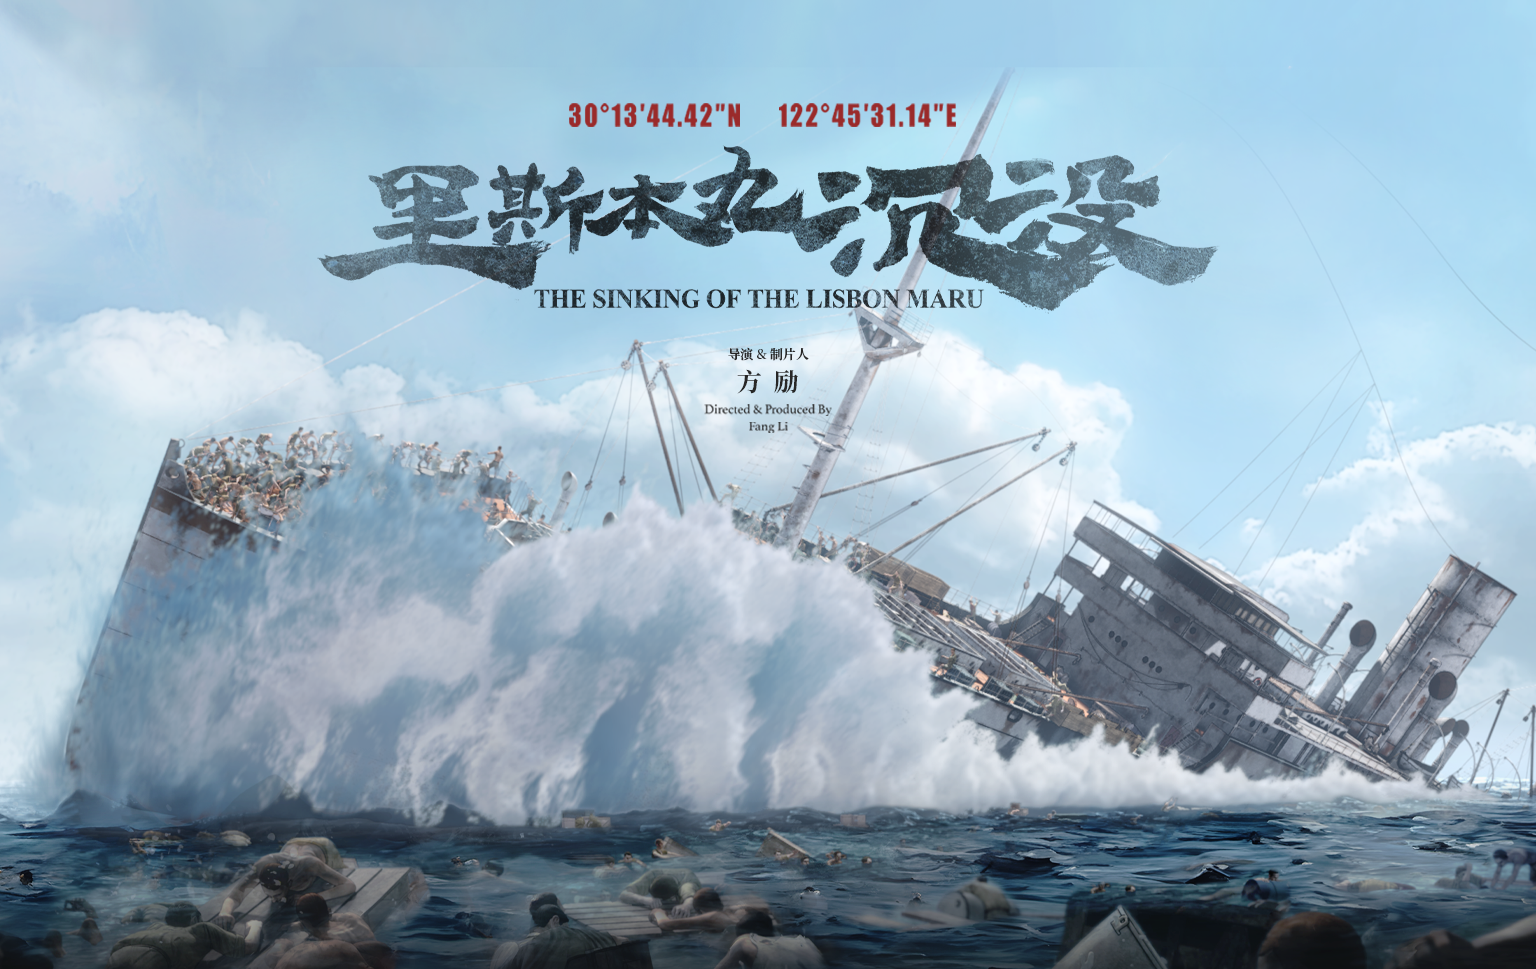 30°13'44.42"N 122°45'31.14"E
里斯本丸沉没
THE SINKING OF THE LISBON MARU
导演 & 制片人
方 励
Directed & Produced By
Fang Li